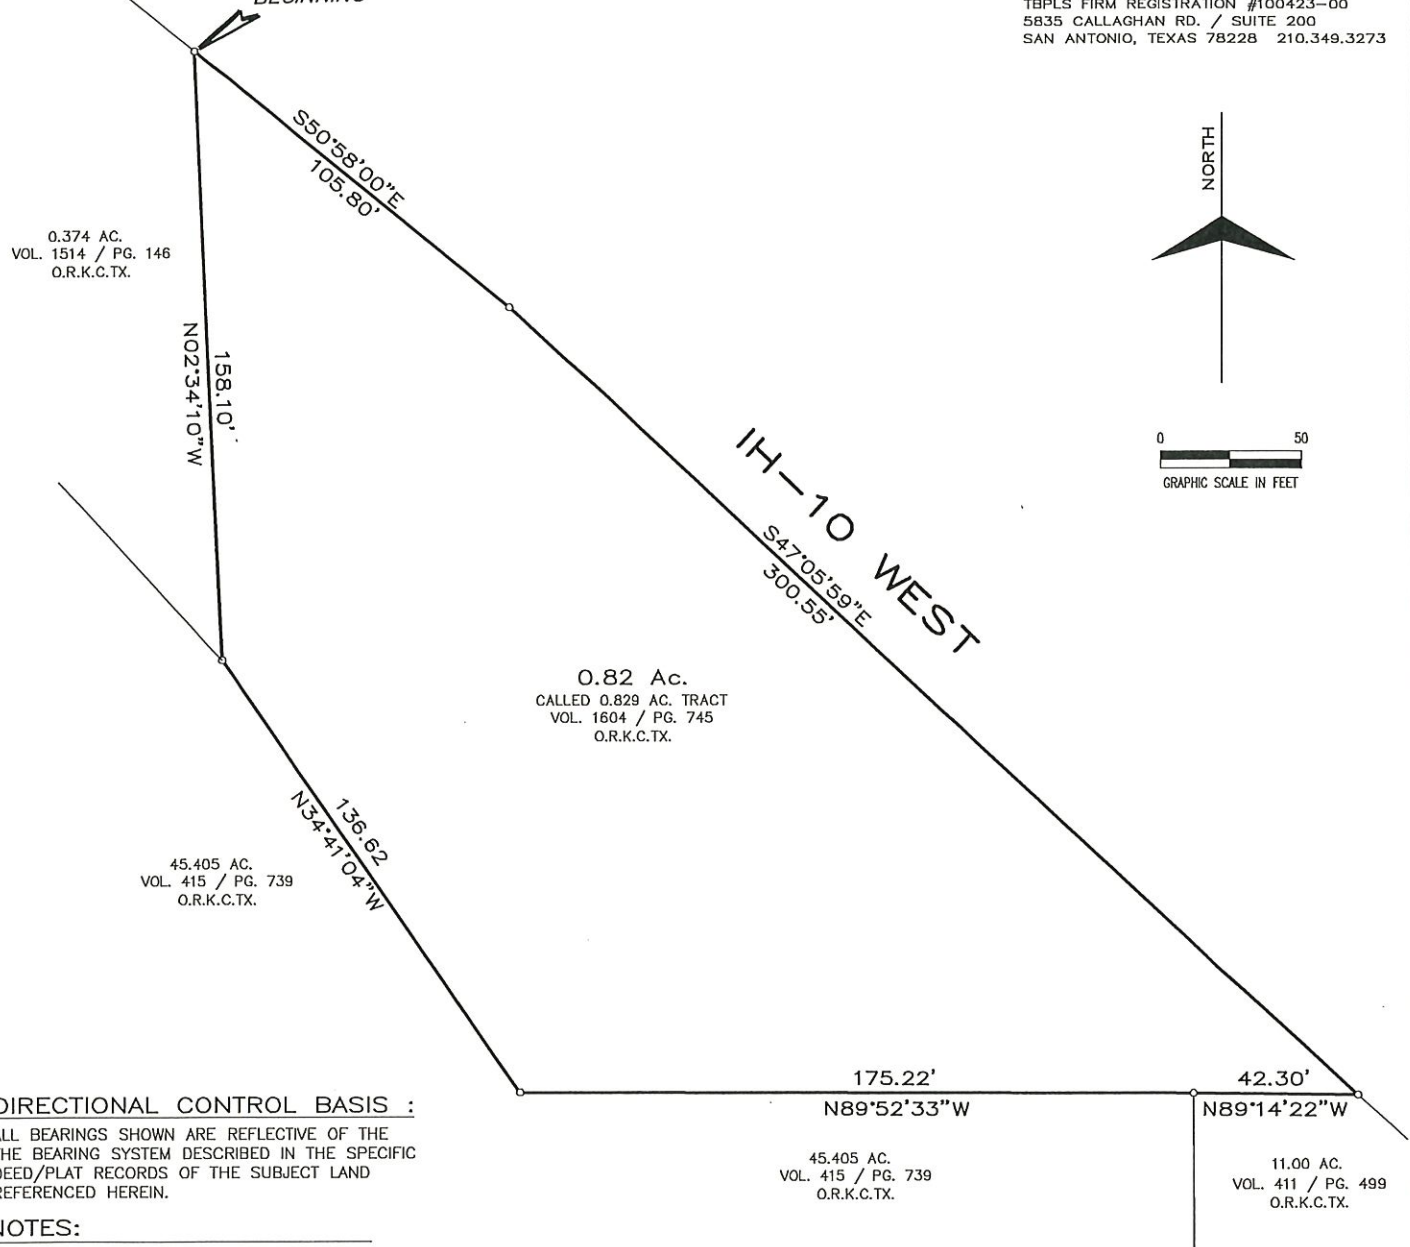 BEGINNING
TBPLS FIRM REGISTRATION #100423-00
5835 CALLAGHAN RD. / SUITE 200
SAN ANTONIO, TEXAS 78228 210.349.3273
S50°58'00"E
105.80'
NORTH
0.374 AC.
VOL. 1514 / PG. 146
O.R.K.C.TX.
158.10'
N02°34'10"W
0 50
GRAPHIC SCALE IN FEET
IH-10 WEST
S47°05'59"E
300.55'
0.82 Ac.
CALLED 0.829 AC. TRACT
VOL. 1604 / PG. 745
O.R.K.C.TX.
136.62
N34°41'04"W
45.405 AC.
VOL. 415 / PG. 739
O.R.K.C.TX.
175.22'
N89°52'33"W
42.30'
N89°14'22"W
45.405 AC.
VOL. 415 / PG. 739
O.R.K.C.TX.
11.00 AC.
VOL. 411 / PG. 499
O.R.K.C.TX.
DIRECTIONAL CONTROL BASIS :
ALL BEARINGS SHOWN ARE REFLECTIVE OF THE
THE BEARING SYSTEM DESCRIBED IN THE SPECIFIC
DEED/PLAT RECORDS OF THE SUBJECT LAND
REFERENCED HEREIN.
NOTES: